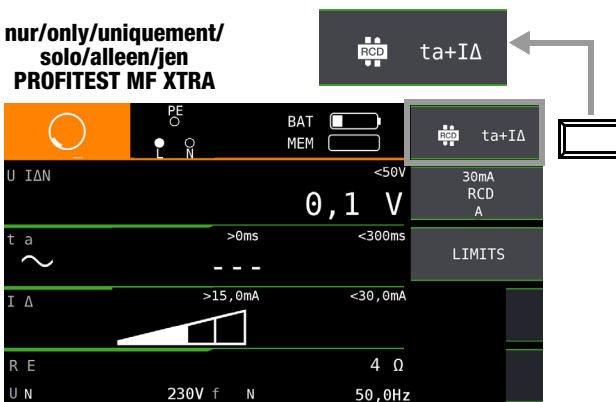 nur/only/uniquement/
solo/alleen/jen
PROFITEST MF XTRA
RCD ta+IΔ
PE
L N
BAT
MEM
RCD ta+IΔ
U IΔN <50V
0,1 V
30mA
RCD
A
t a >0ms <300ms
---
LIMITS
I Δ >15,0mA <30,0mA
R E 4 Ω
U N 230V f N 50,0Hz